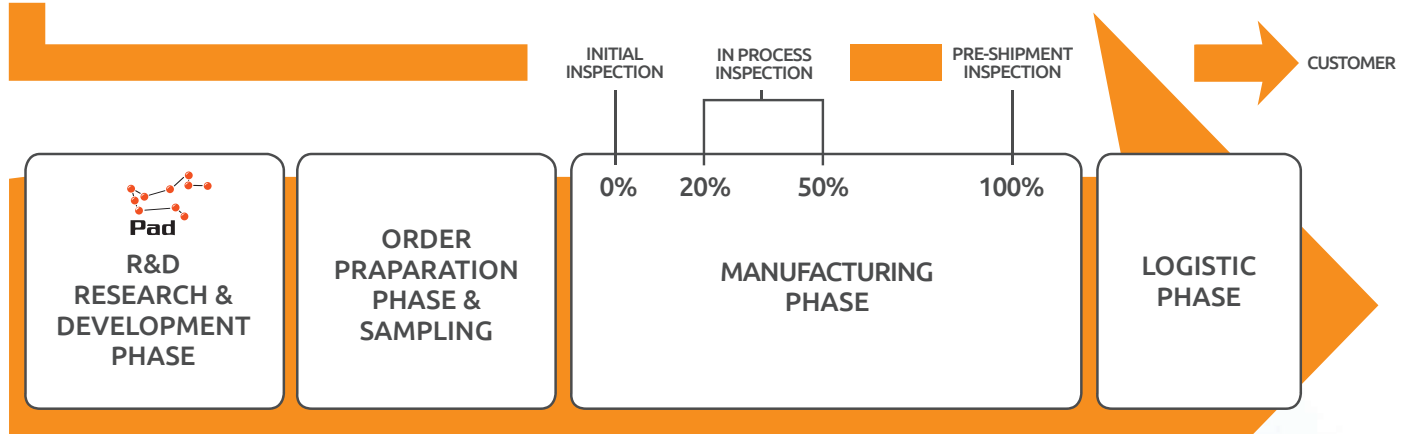 INITIAL
INSPECTION
IN PROCESS
INSPECTION
PRE-SHIPMENT
INSPECTION
CUSTOMER
0%
20%
50%
100%
Pad
R&D
RESEARCH &
DEVELOPMENT
PHASE
ORDER
PRAPARATION
PHASE &
SAMPLING
MANUFACTURING
PHASE
LOGISTIC
PHASE